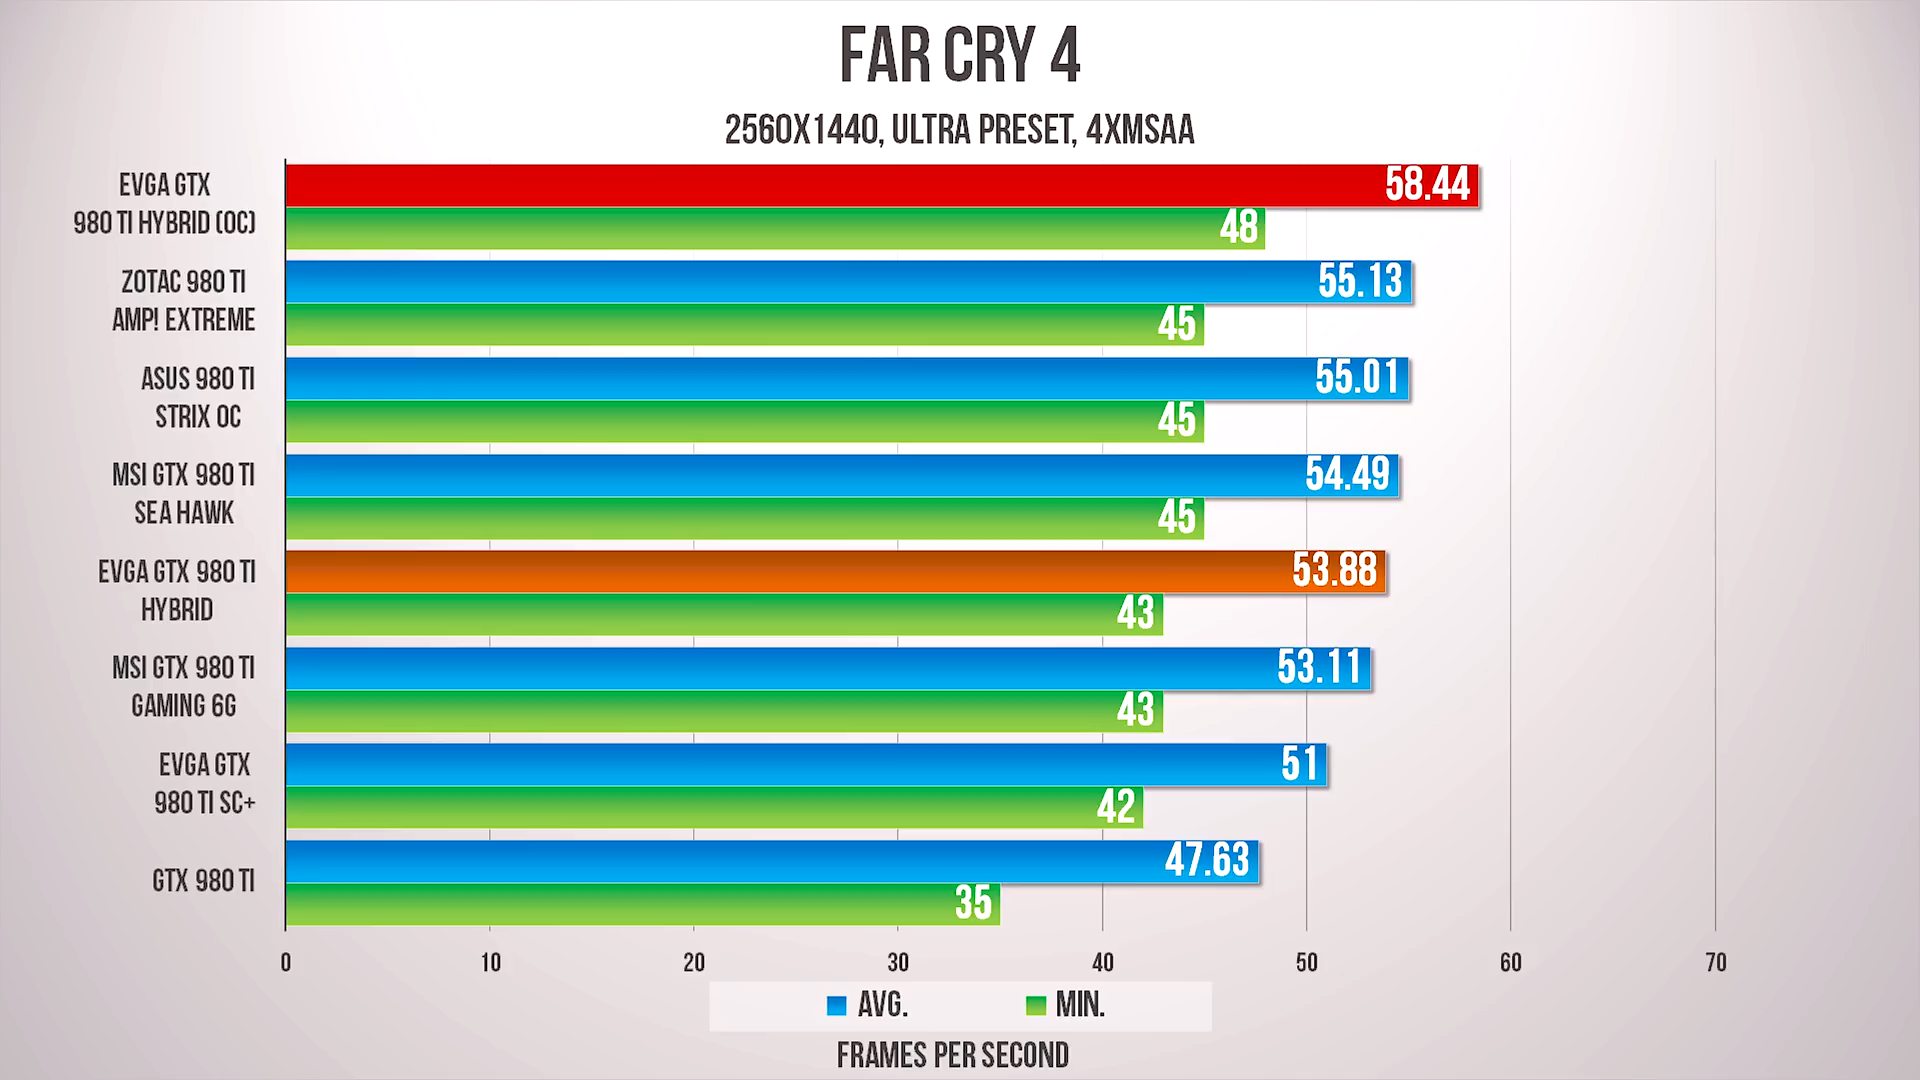 FAR CRY 4
2560X1440, ULTRA PRESET, 4XMSAA
EVGA GTX
980 TI HYBRID (OC)
58.44
48
ZOTAC 980 TI
AMP! EXTREME
55.13
45
ASUS 980 TI
STRIX OC
55.01
45
MSI GTX 980 TI
SEA HAWK
54.49
45
EVGA GTX 980 TI
HYBRID
53.88
43
MSI GTX 980 TI
GAMING 6G
53.11
43
EVGA GTX
980 TI SC+
51
42
GTX 980 TI
47.63
35
0 10 20 30 40 50 60 70
AVG. MIN.
FRAMES PER SECOND